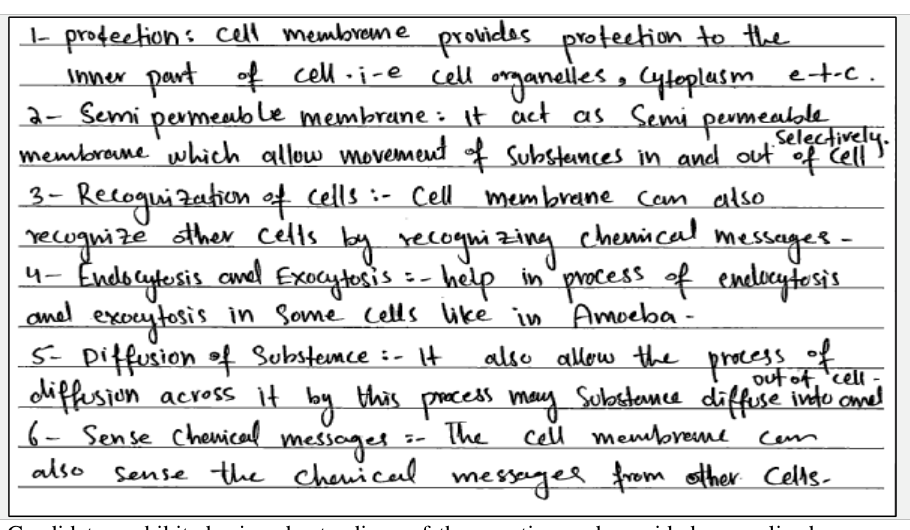 1- protection: cell membrane provides protection to the
inner part of cell.i-e cell organelles, cytoplasm e-t-c.
2- Semi permeable membrane: it act as Semi permeable
membrane which allow movement of substances in and out of cell selectively.
3- Recognization of cells:- Cell membrane can also
recognize other cells by recognizing chemical messages-
4- Endocytosis and Exocytosis :- help in process of endocytosis
and exocytosis in some cells like in Amoeba-
5- Diffusion of Substance :- It also allow the process of
diffusion across it by this process may Substance diffuse into and out of cell-
6- Sense chemical messages :- The cell membrane can
also sense the chemical messages from other cells-